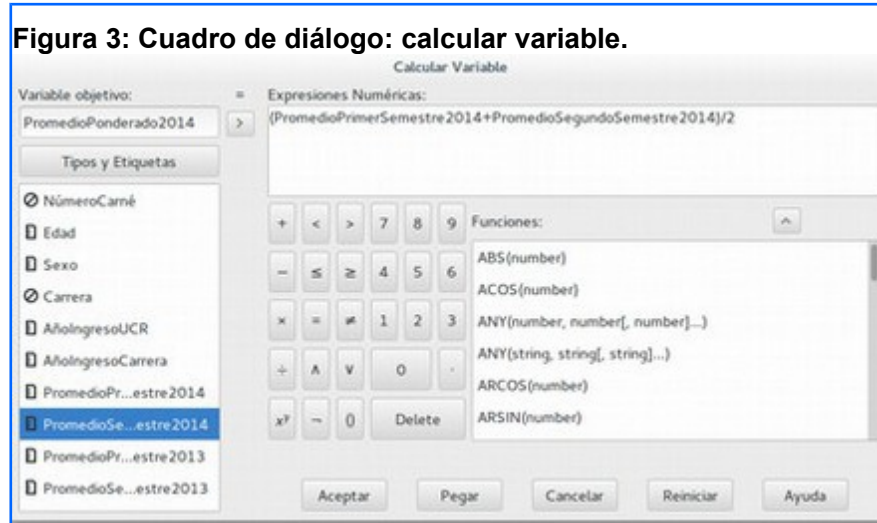 Figura 3: Cuadro de diálogo: calcular variable.
Calcular Variable
Variable objetivo:
=
Expresiones Numéricas:
PromedioPonderado2014
>
(PromedioPrimerSemestre2014+PromedioSegundoSemestre2014)/2
Tipos y Etiquetas
NúmeroCarné
Edad
Sexo
Carrera
AñoIngresoUCR
AñoIngresoCarrera
PromedioPr...estre2014
PromedioSe...estre2014
PromedioPr...estre2013
PromedioSe...estre2013
+ < > 7 8 9
− ≤ ≥ 4 5 6
× = ≠ 1 2 3
÷ ∧ ∨ 0 ·
xʸ ¬ () Delete
Funciones:
ABS(number)
ACOS(number)
ANY(number, number[, number]...)
ANY(string, string[, string]...)
ARCOS(number)
ARSIN(number)
Aceptar Pegar Cancelar Reiniciar Ayuda